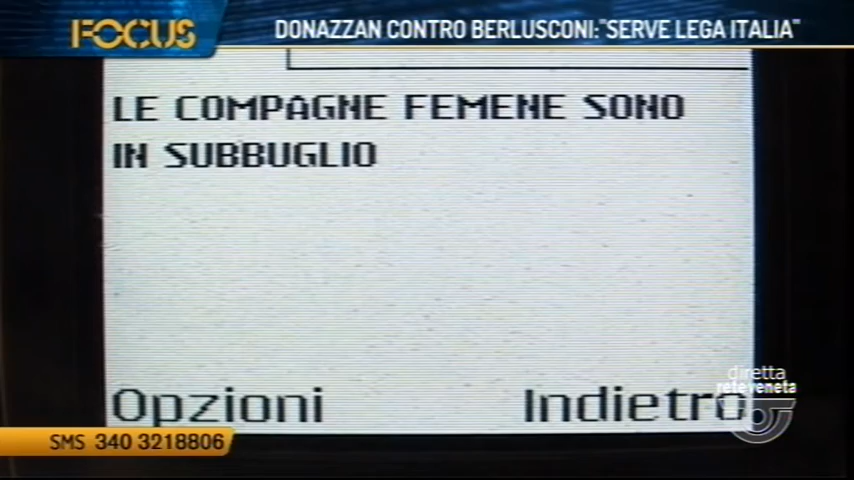 FOCUS
DONAZZAN CONTRO BERLUSCONI:"SERVE LEGA ITALIA"
LE COMPAGNE FEMENE SONO
IN SUBBUGLIO
Opzioni
Indietro
diretta
reteveneta
SMS 340 3218806